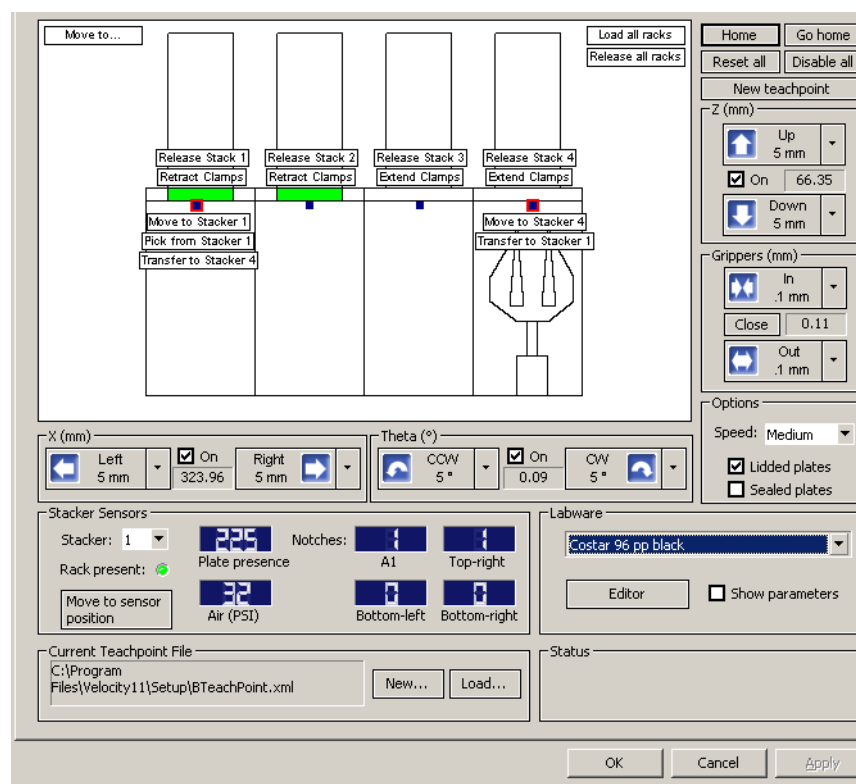 Move to...
Load all racks
Release all racks
Release Stack 1
Release Stack 2
Release Stack 3
Release Stack 4
Retract Clamps
Retract Clamps
Extend Clamps
Extend Clamps
Move to Stacker 1
Pick from Stacker 1
Transfer to Stacker 4
Move to Stacker 4
Transfer to Stacker 1
Home
Go home
Reset all
Disable all
New teachpoint
Z (mm)
Up
5 mm
On
66.35
Down
5 mm
Grippers (mm)
In
.1 mm
Close
0.11
Out
.1 mm
Options
Speed: Medium
Lidded plates
Sealed plates
X (mm)
Left
5 mm
On
323.96
Right
5 mm
Theta (°)
CCW
5 °
On
0.09
CW
5 °
Stacker Sensors
Stacker: 1
Rack present:
Move to sensor
position
225
Plate presence
32
Air (PSI)
Notches:
1
A1
1
Top-right
0
Bottom-left
0
Bottom-right
Labware
Costar 96 pp black
Editor
Show parameters
Current Teachpoint File
C:\Program
Files\Velocity11\Setup\BTeachPoint.xml
New...
Load...
Status
OK
Cancel
Apply